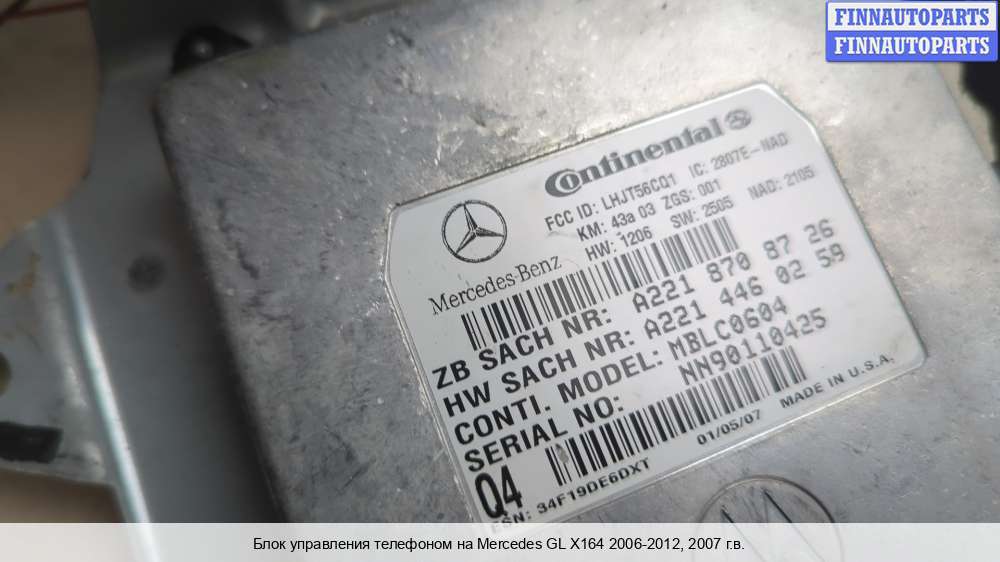 FINNAUTOPARTS
FINNAUTOPARTS
Continental
FCC ID: LHJT56CQ1 IC: 2807E-NAD
KM: 43a 03 ZGS: 001
HW: 1206 SW: 2505 NAD: 2105
Mercedes-Benz
ZB SACH NR: A221 870 87 26
HW SACH NR: A221 446 02 59
CONTI. MODEL: MBLC0604
SERIAL NO: NN90110425
Q4
01/05/07 MADE IN U.S.A.
ESN: 34F19DE6DXT
Блок управления телефоном на Mercedes GL X164 2006-2012, 2007 г.в.